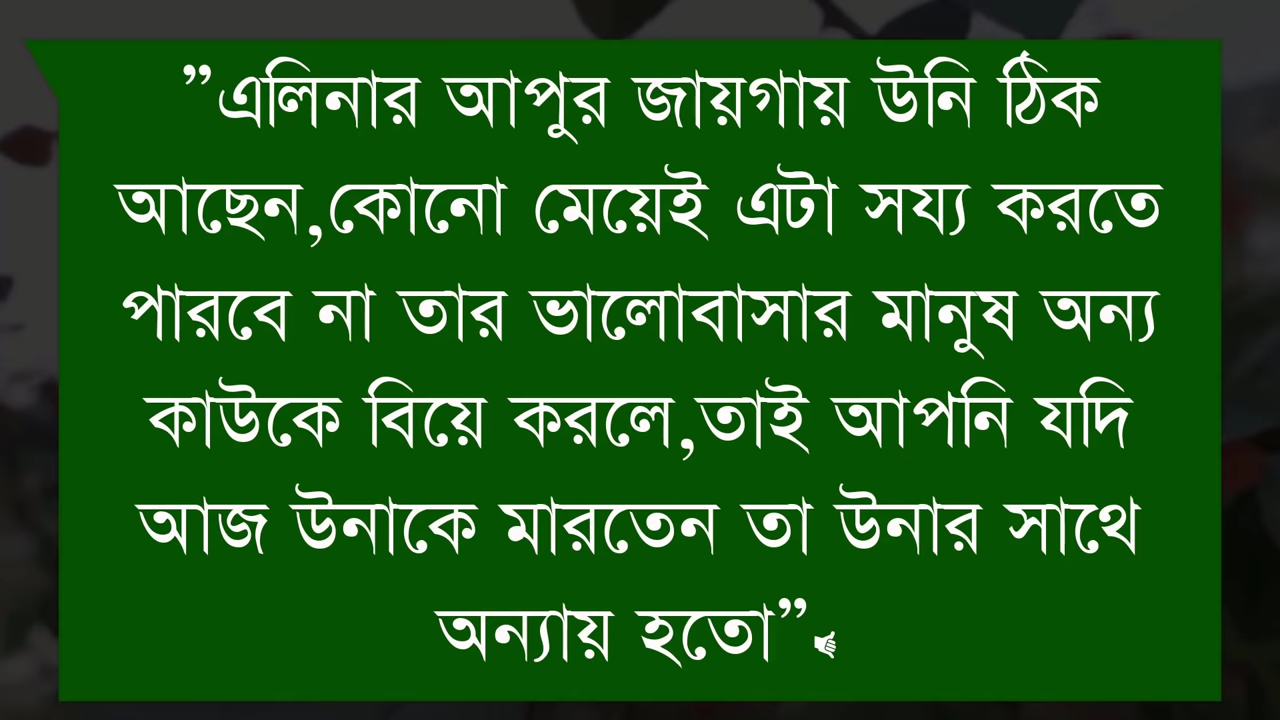 ”এলিনার আপুর জায়গায় উনি ঠিক
আছেন,কোনো মেয়েই এটা সয্য করতে
পারবে না তার ভালোবাসার মানুষ অন্য
কাউকে বিয়ে করলে,তাই আপনি যদি
আজ উনাকে মারতেন তা উনার সাথে
অন্যায় হতো”